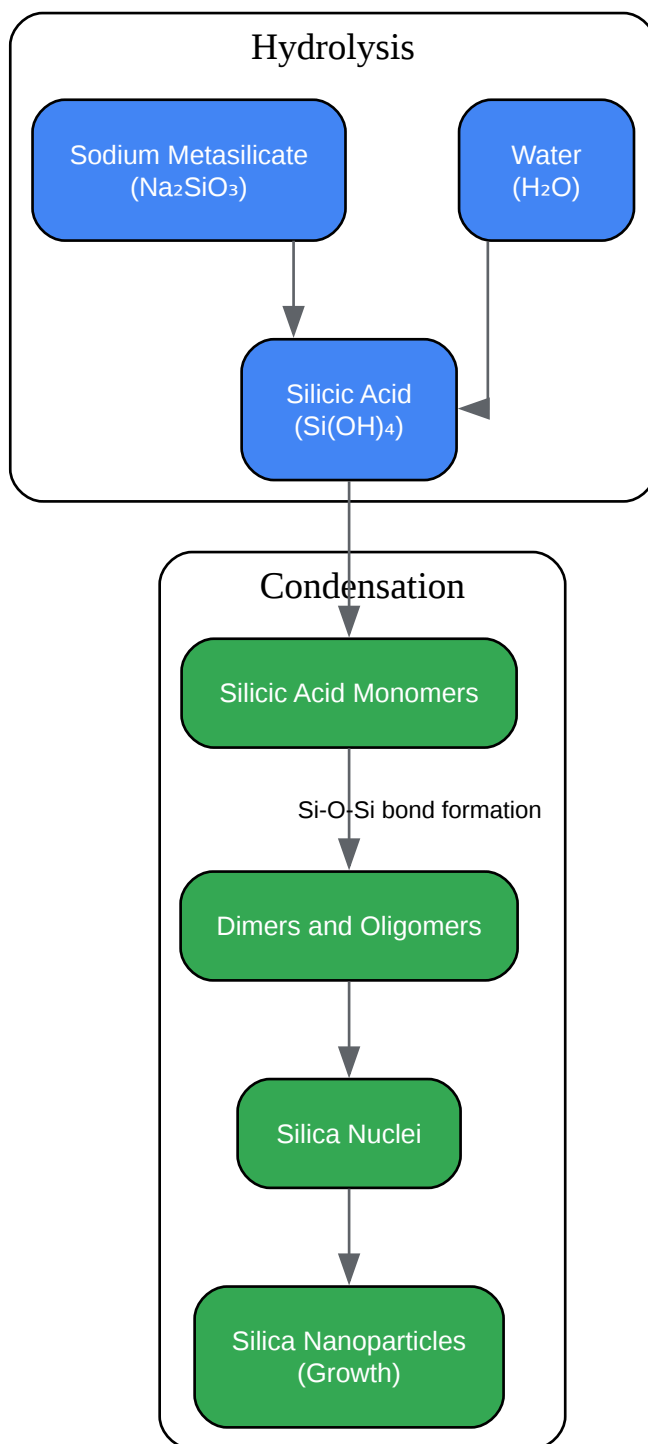 Hydrolysis
Sodium Metasilicate
(Na₂SiO₃)
Water
(H₂O)
Silicic Acid
(Si(OH)₄)
Condensation
Silicic Acid Monomers
Si-O-Si bond formation
Dimers and Oligomers
Silica Nuclei
Silica Nanoparticles
(Growth)